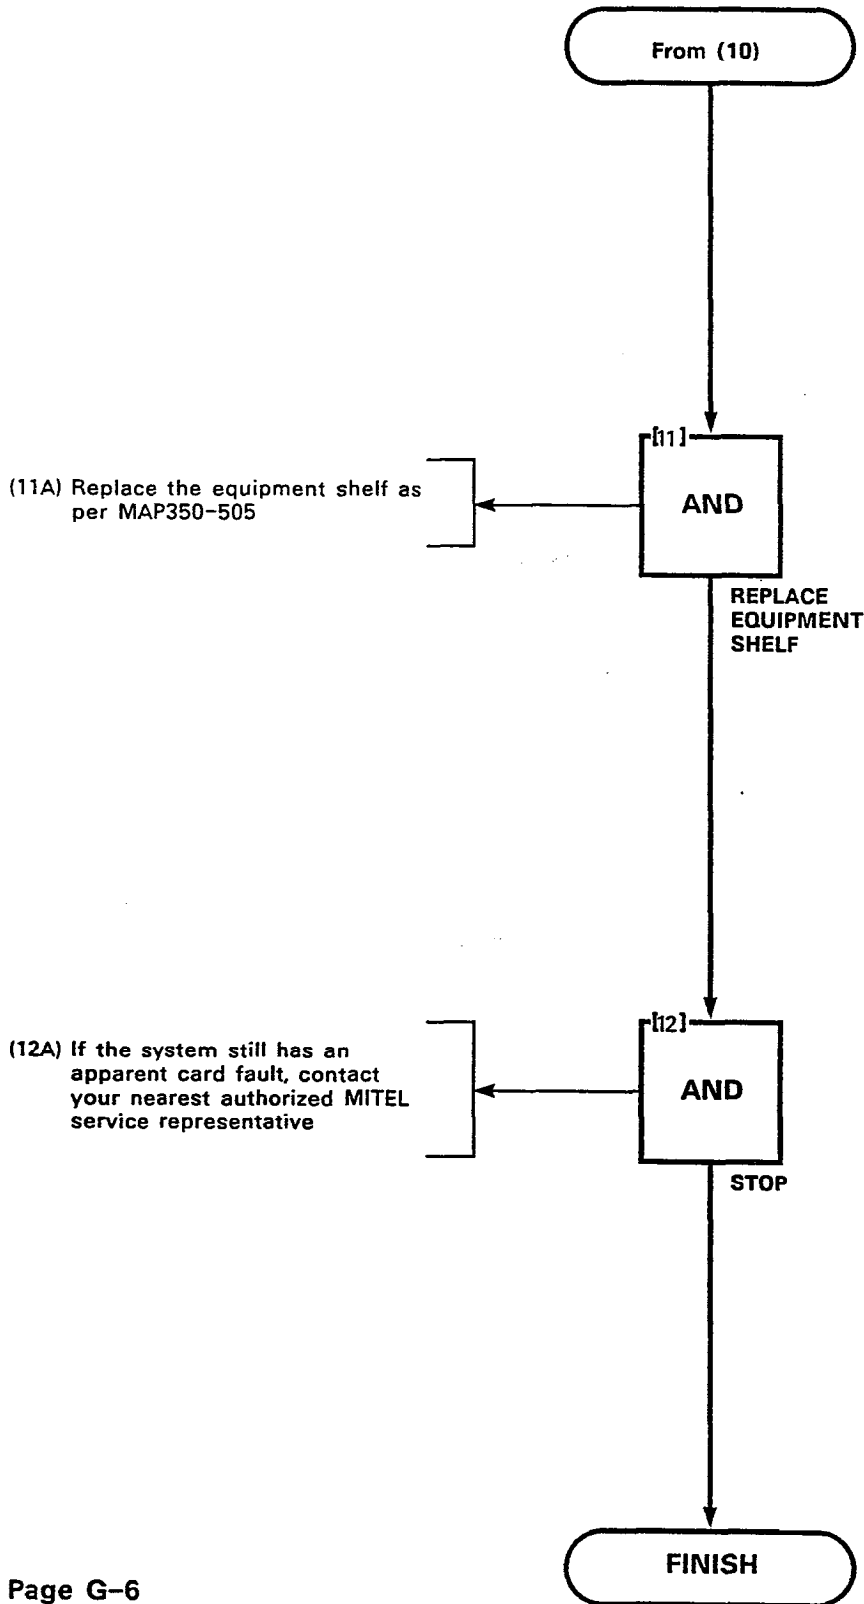 From (10)
[11]
(11A) Replace the equipment shelf as
per MAP350-505
AND
REPLACE
EQUIPMENT
SHELF
[12]
(12A) If the system still has an
apparent card fault, contact
your nearest authorized MITEL
service representative
AND
STOP
FINISH
Page G-6